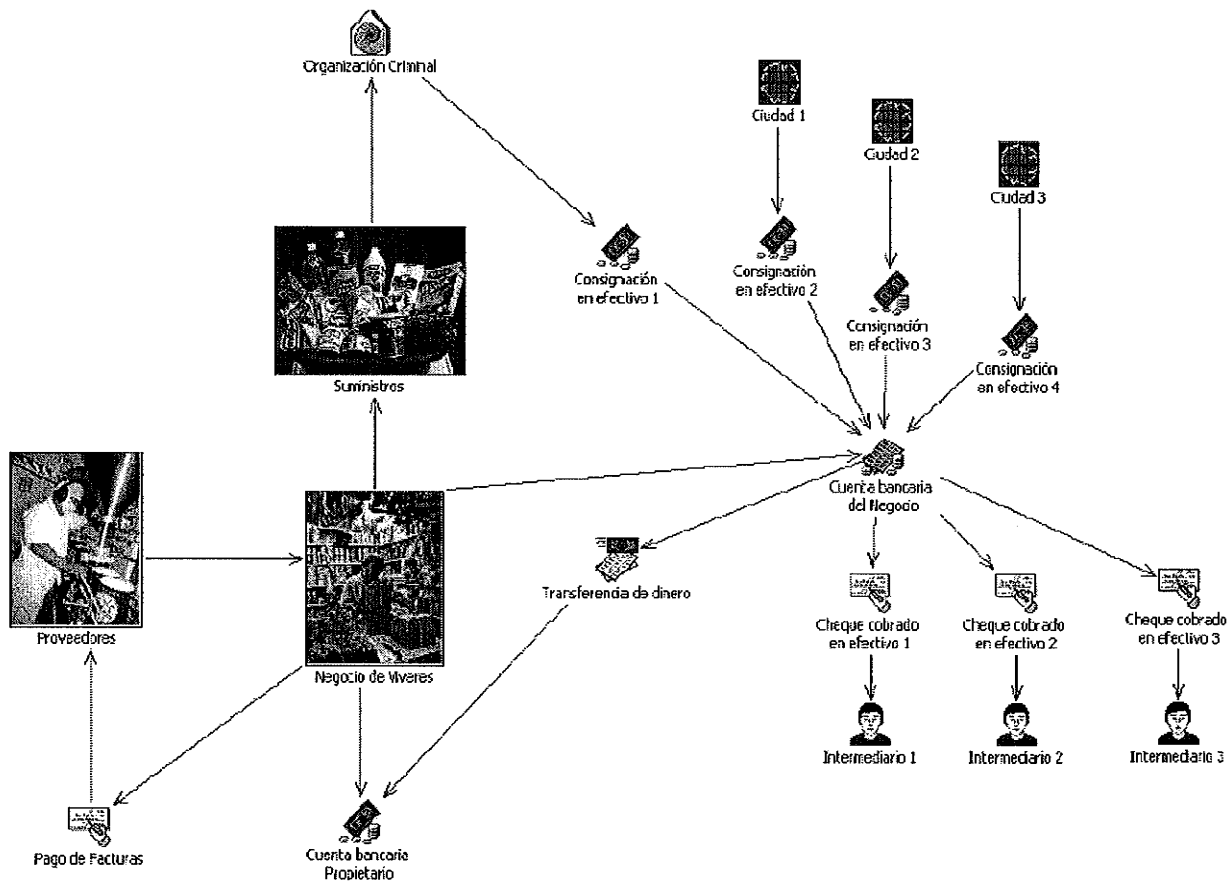 Organización Criminal
Ciudad 1
Ciudad 2
Ciudad 3
Consignación
en efectivo 1
Consignación
en efectivo 2
Consignación
en efectivo 3
Consignación
en efectivo 4
Suministros
Cuenta bancaria
del Negocio
Transferencia de dinero
Proveedores
Negocio de Viveres
Cheque cobrado
en efectivo 1
Cheque cobrado
en efectivo 2
Cheque cobrado
en efectivo 3
Intermediario 1
Intermediario 2
Intermediario 3
Pago de Facturas
Cuenta bancaria
Propietario